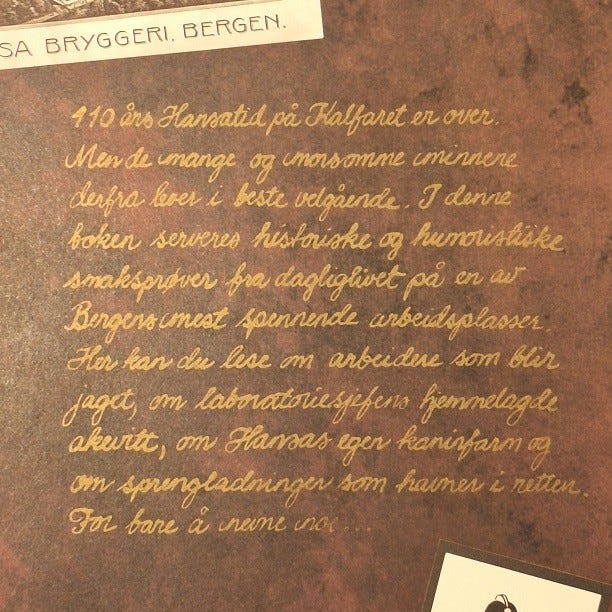 SA BRYGGERI. BERGEN.
110 års Hansatid på Kalfaret er over.
Men de mange og morsomme minnene
derfra lever i beste velgående. I denne
boken serveres historiske og humoristiske
smaksprøver fra dagliglivet på en av
Bergens mest spennende arbeidsplasser.
Her kan du lese om arbeidere som blir
jaget, om laboratoriesjefens hjemmelagde
akevitt, om Hansas egen kaninfarm og
om sprengladninger som havner i retten.
For bare å nevne noe...